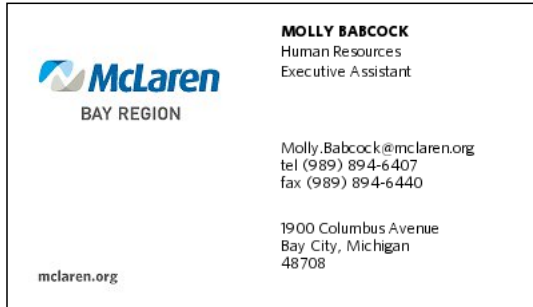 McLaren
BAY REGION
mclaren.org
MOLLY BABCOCK
Human Resources
Executive Assistant
Molly.Babcock@mclaren.org
tel (989) 894-6407
fax (989) 894-6440
1900 Columbus Avenue
Bay City, Michigan
48708